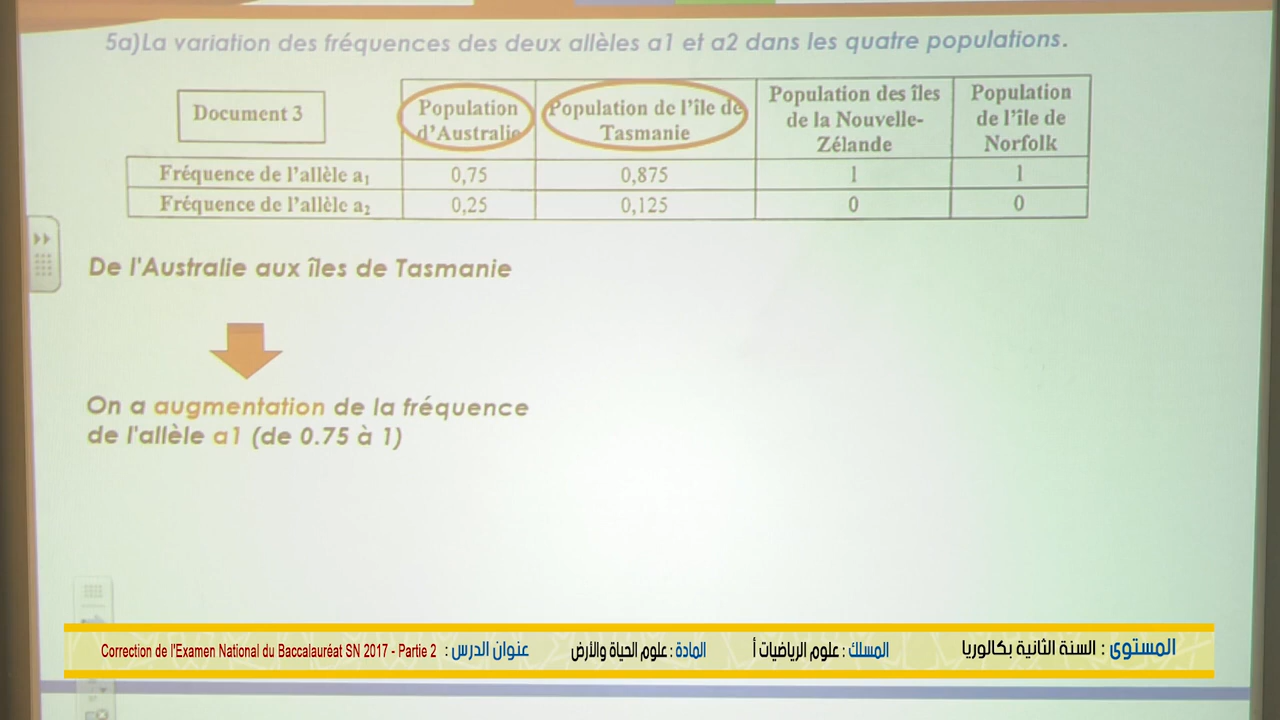 5a)La variation des fréquences des deux allèles a1 et a2 dans les quatre populations.
Document 3
Population d'Australie
Population de l'île de Tasmanie
Population des îles de la Nouvelle-Zélande
Population de l'île de Norfolk
Fréquence de l'allèle a₁ 0,75 0,875 1 1
Fréquence de l'allèle a₂ 0,25 0,125 0 0
De l'Australie aux îles de Tasmanie
On a augmentation de la fréquence
de l'allèle a1 (de 0.75 à 1)
المستوى : السنة الثانية بكالوريا المسلك : علوم الرياضيات أ المادة : علوم الحياة والأرض عنوان الدرس : Correction de l'Examen National du Baccalauréat SN 2017 - Partie 2